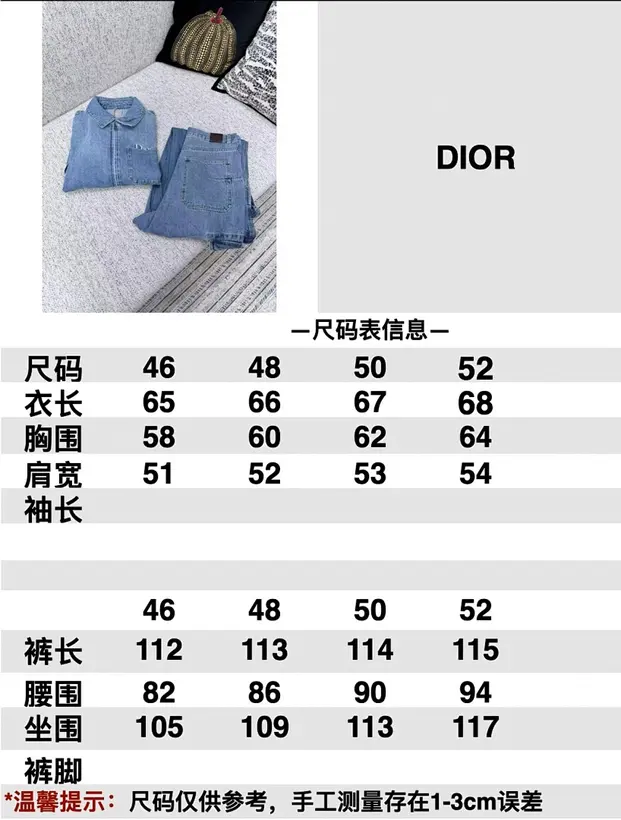 Dior
DIOR
—尺码表信息—
尺码 46 48 50 52
衣长 65 66 67 68
胸围 58 60 62 64
肩宽 51 52 53 54
袖长
46 48 50 52
裤长 112 113 114 115
腰围 82 86 90 94
坐围 105 109 113 117
裤脚
*温馨提示：尺码仅供参考，手工测量存在1-3cm误差